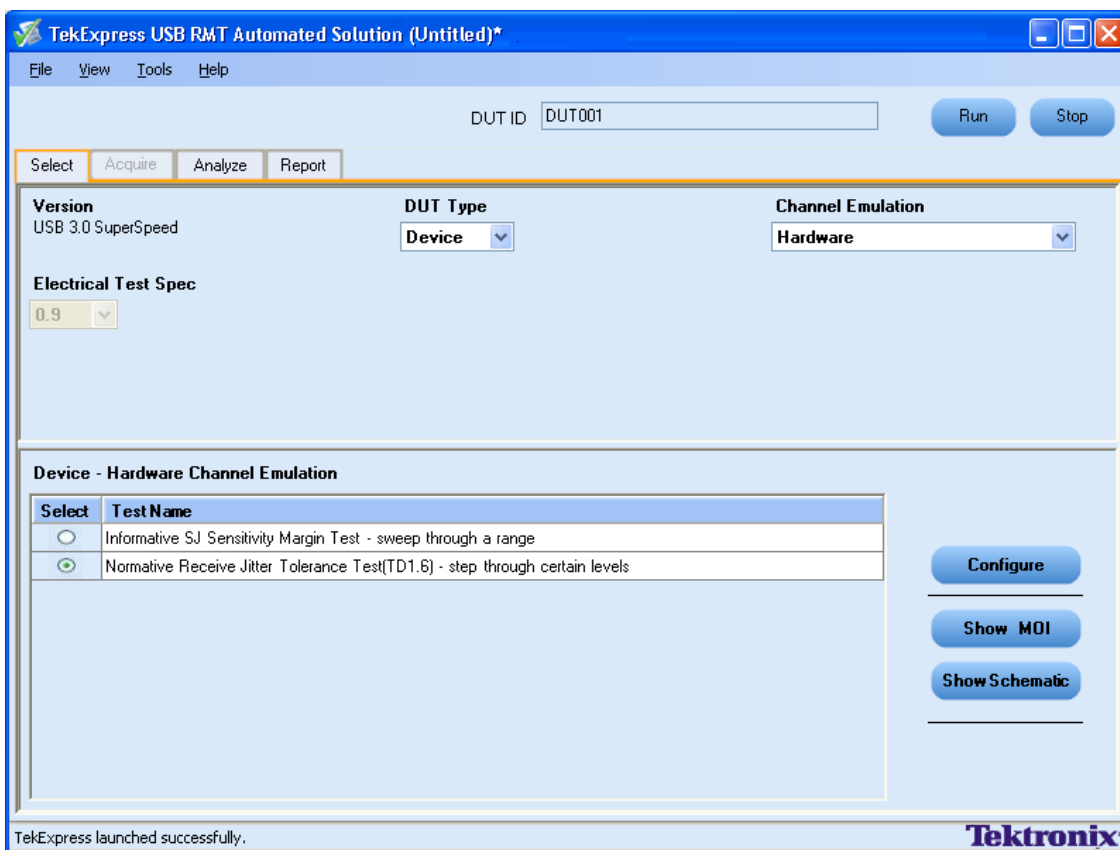 TekExpress USB RMT Automated Solution (Untitled)*
File View Tools Help
DUT ID DUT001 Run Stop
Select Acquire Analyze Report
Version DUT Type Channel Emulation
USB 3.0 SuperSpeed
Device Hardware
Electrical Test Spec
0.9
Device - Hardware Channel Emulation
Select Test Name
Informative SJ Sensitivity Margin Test - sweep through a range
Normative Receive Jitter Tolerance Test(TD1.6) - step through certain levels
Configure
Show MOI
Show Schematic
TekExpress launched successfully. Tektronix